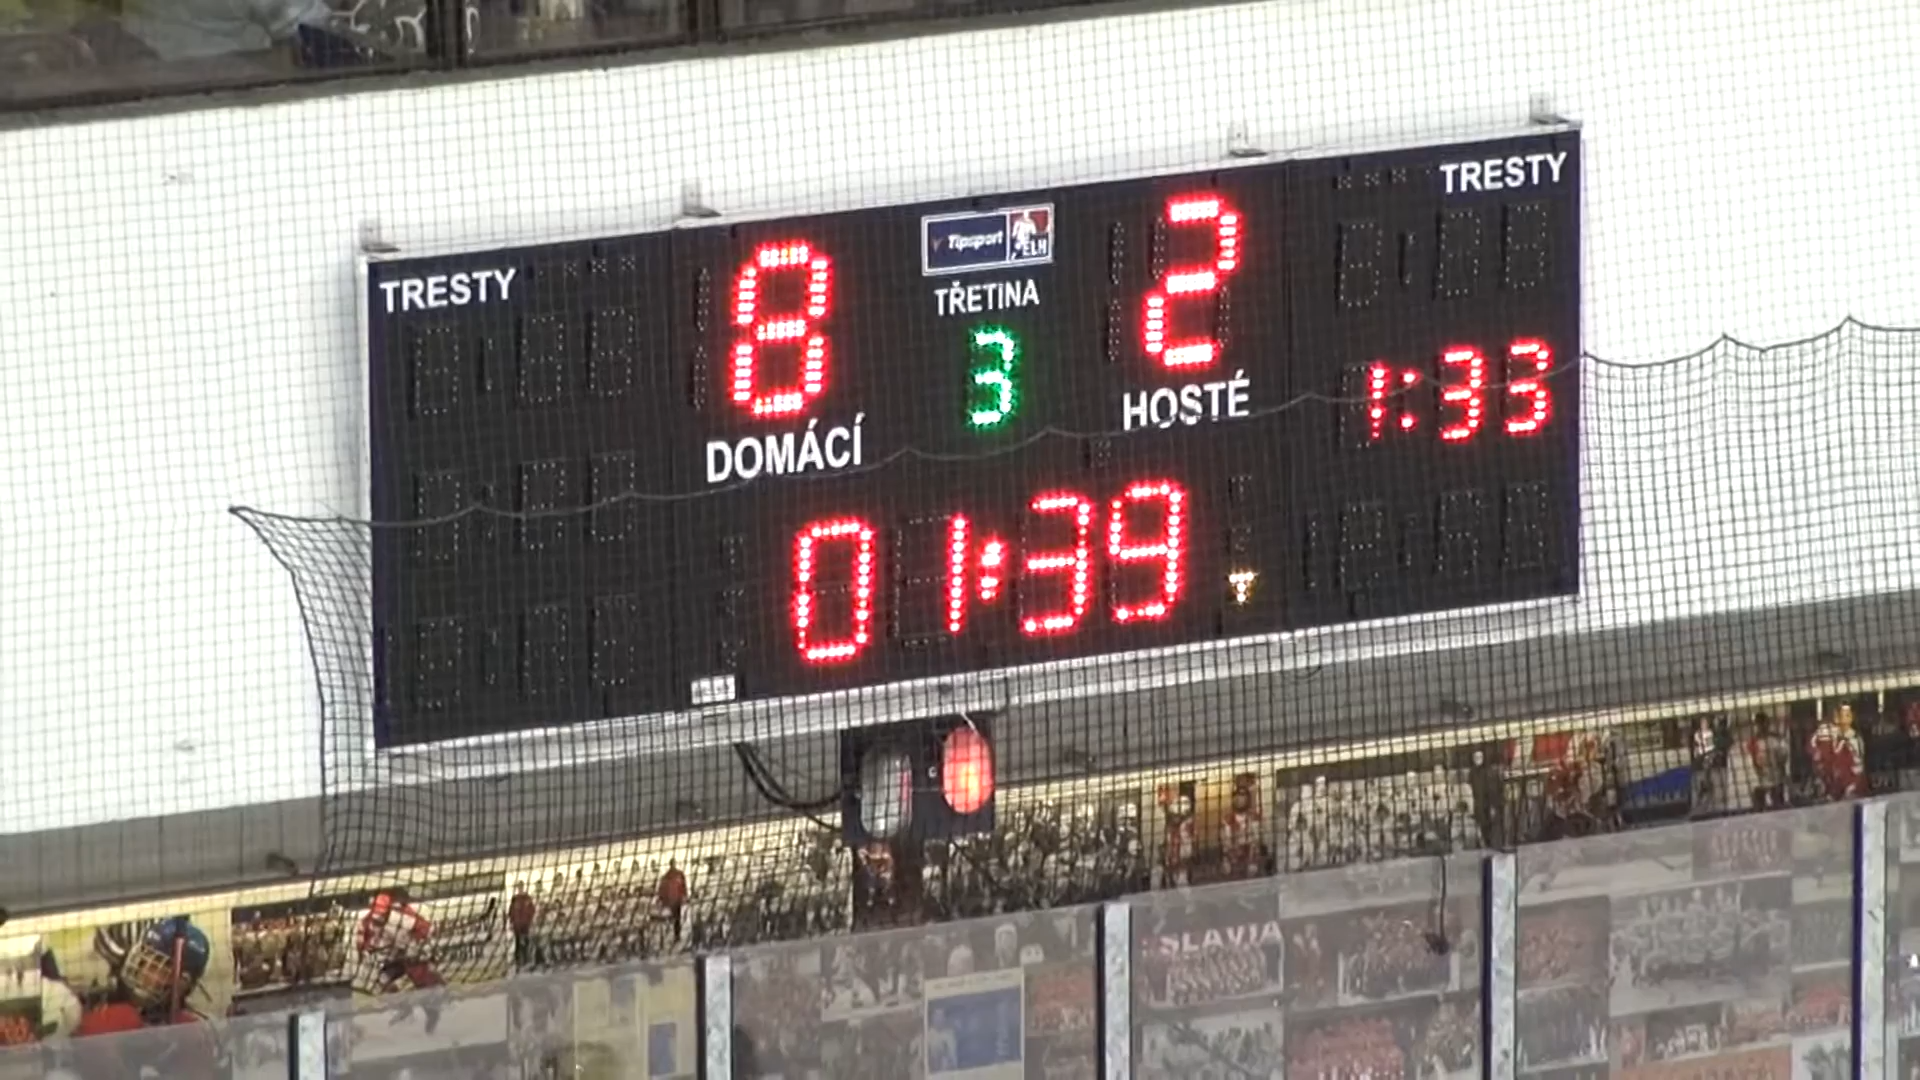 TRESTY
8
DOMÁCÍ
Tipsport
ELH
TŘETINA
3
2
HOSTÉ
TRESTY
1:33
01:39
SLAVIA